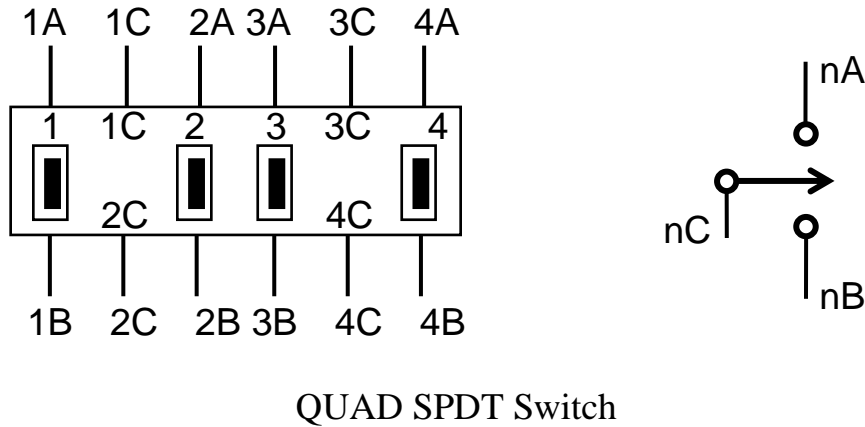 1A 1C 2A 3A 3C 4A
1 1C 2 3 3C 4
2C 4C
1B 2C 2B 3B 4C 4B
nA
nC
nB
QUAD SPDT Switch